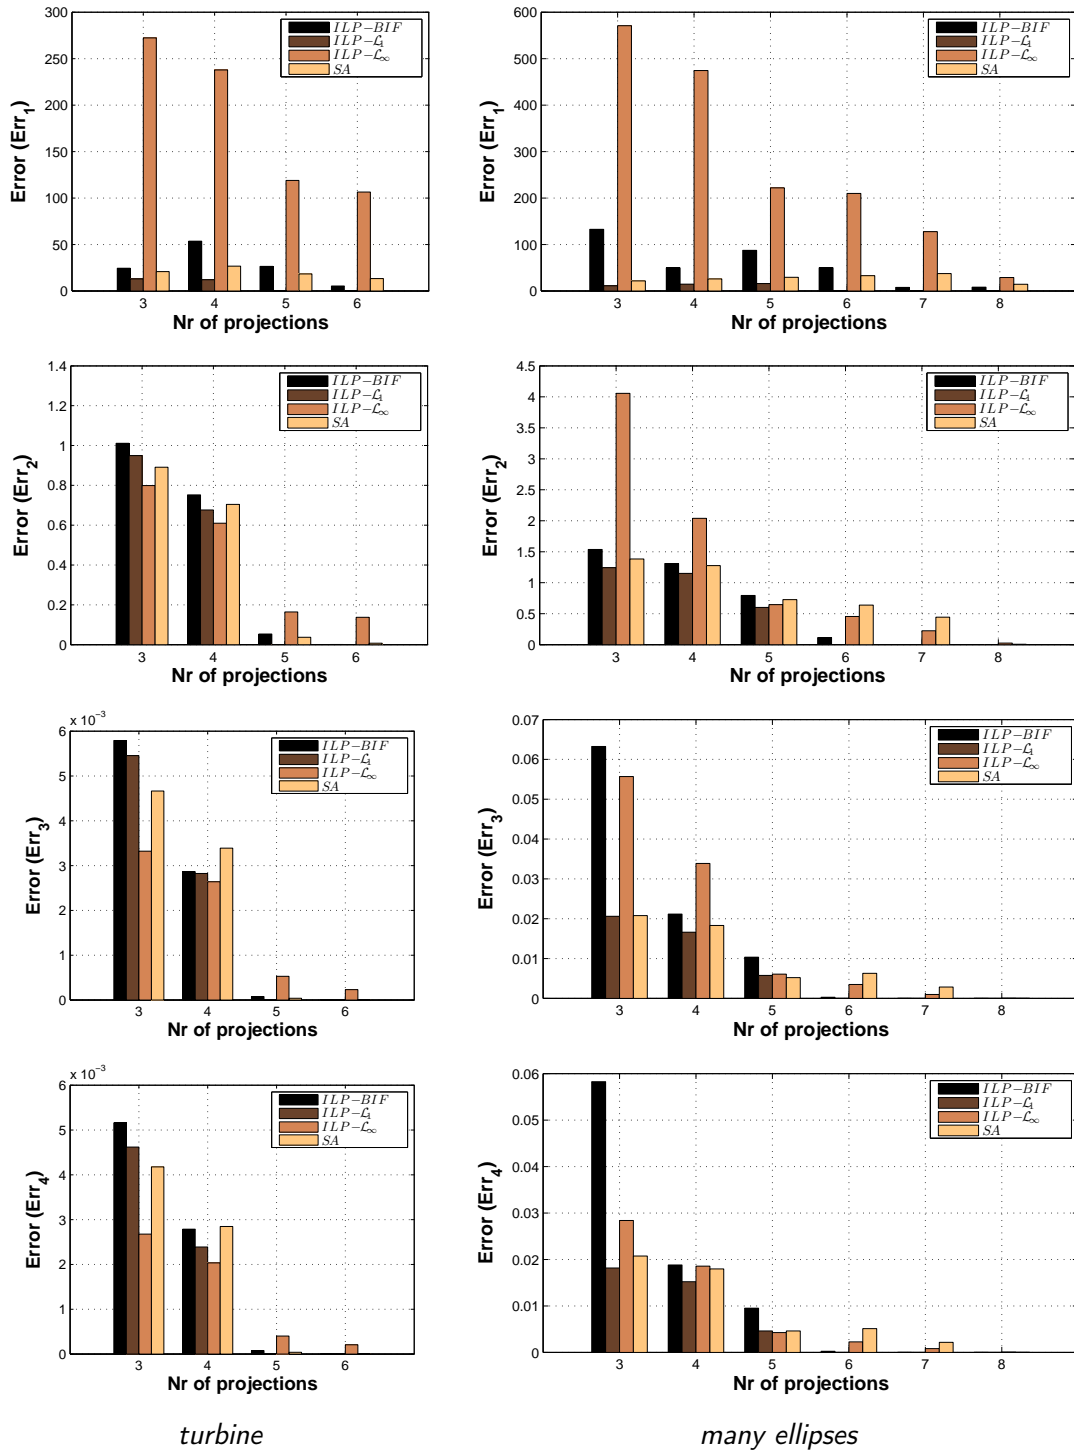 300
250
200
150
100
50
0
Error (Err1)
3 4 5 6
Nr of projections
ILP−BIF
ILP−ℒ1
ILP−ℒ∞
SA
600
500
400
300
200
100
0
Error (Err1)
3 4 5 6 7 8
Nr of projections
ILP−BIF
ILP−ℒ1
ILP−ℒ∞
SA
1.4
1.2
1
0.8
0.6
0.4
0.2
0
Error (Err2)
3 4 5 6
Nr of projections
ILP−BIF
ILP−ℒ1
ILP−ℒ∞
SA
4.5
4
3.5
3
2.5
2
1.5
1
0.5
0
Error (Err2)
3 4 5 6 7 8
Nr of projections
ILP−BIF
ILP−ℒ1
ILP−ℒ∞
SA
x 10−3
6
5
4
3
2
1
0
Error (Err3)
3 4 5 6
Nr of projections
ILP−BIF
ILP−ℒ1
ILP−ℒ∞
SA
0.07
0.06
0.05
0.04
0.03
0.02
0.01
0
Error (Err3)
3 4 5 6 7 8
Nr of projections
ILP−BIF
ILP−ℒ1
ILP−ℒ∞
SA
x 10−3
6
5
4
3
2
1
0
Error (Err4)
3 4 5 6
Nr of projections
ILP−BIF
ILP−ℒ1
ILP−ℒ∞
SA
0.06
0.05
0.04
0.03
0.02
0.01
0
Error (Err4)
3 4 5 6 7 8
Nr of projections
ILP−BIF
ILP−ℒ1
ILP−ℒ∞
SA
turbine
many ellipses